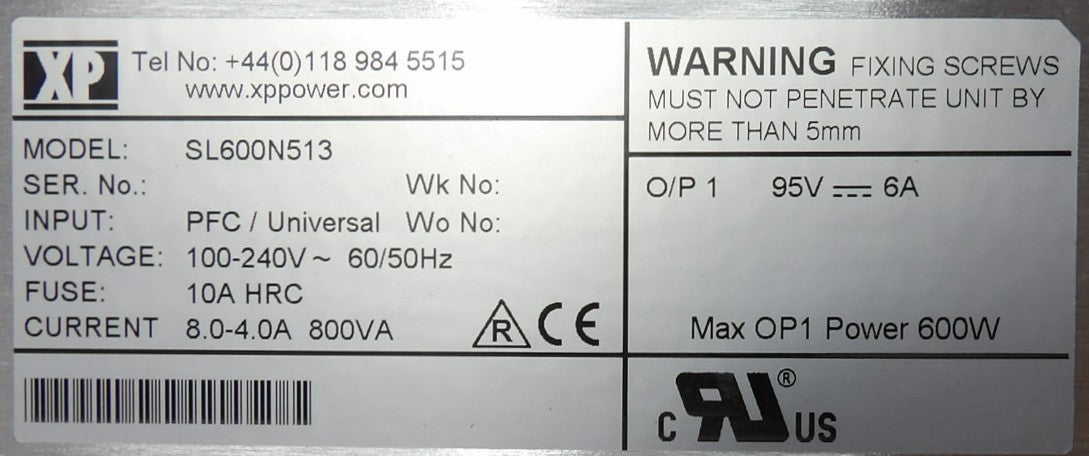 XP
Tel No: +44(0)118 984 5515
www.xppower.com
MODEL: SL600N513
SER. No.: Wk No:
INPUT: PFC / Universal Wo No:
VOLTAGE: 100-240V~ 60/50Hz
FUSE: 10A HRC
CURRENT 8.0-4.0A 800VA
R CE
WARNING FIXING SCREWS
MUST NOT PENETRATE UNIT BY
MORE THAN 5mm
O/P 1 95V ⎓ 6A
Max OP1 Power 600W
C RU® US